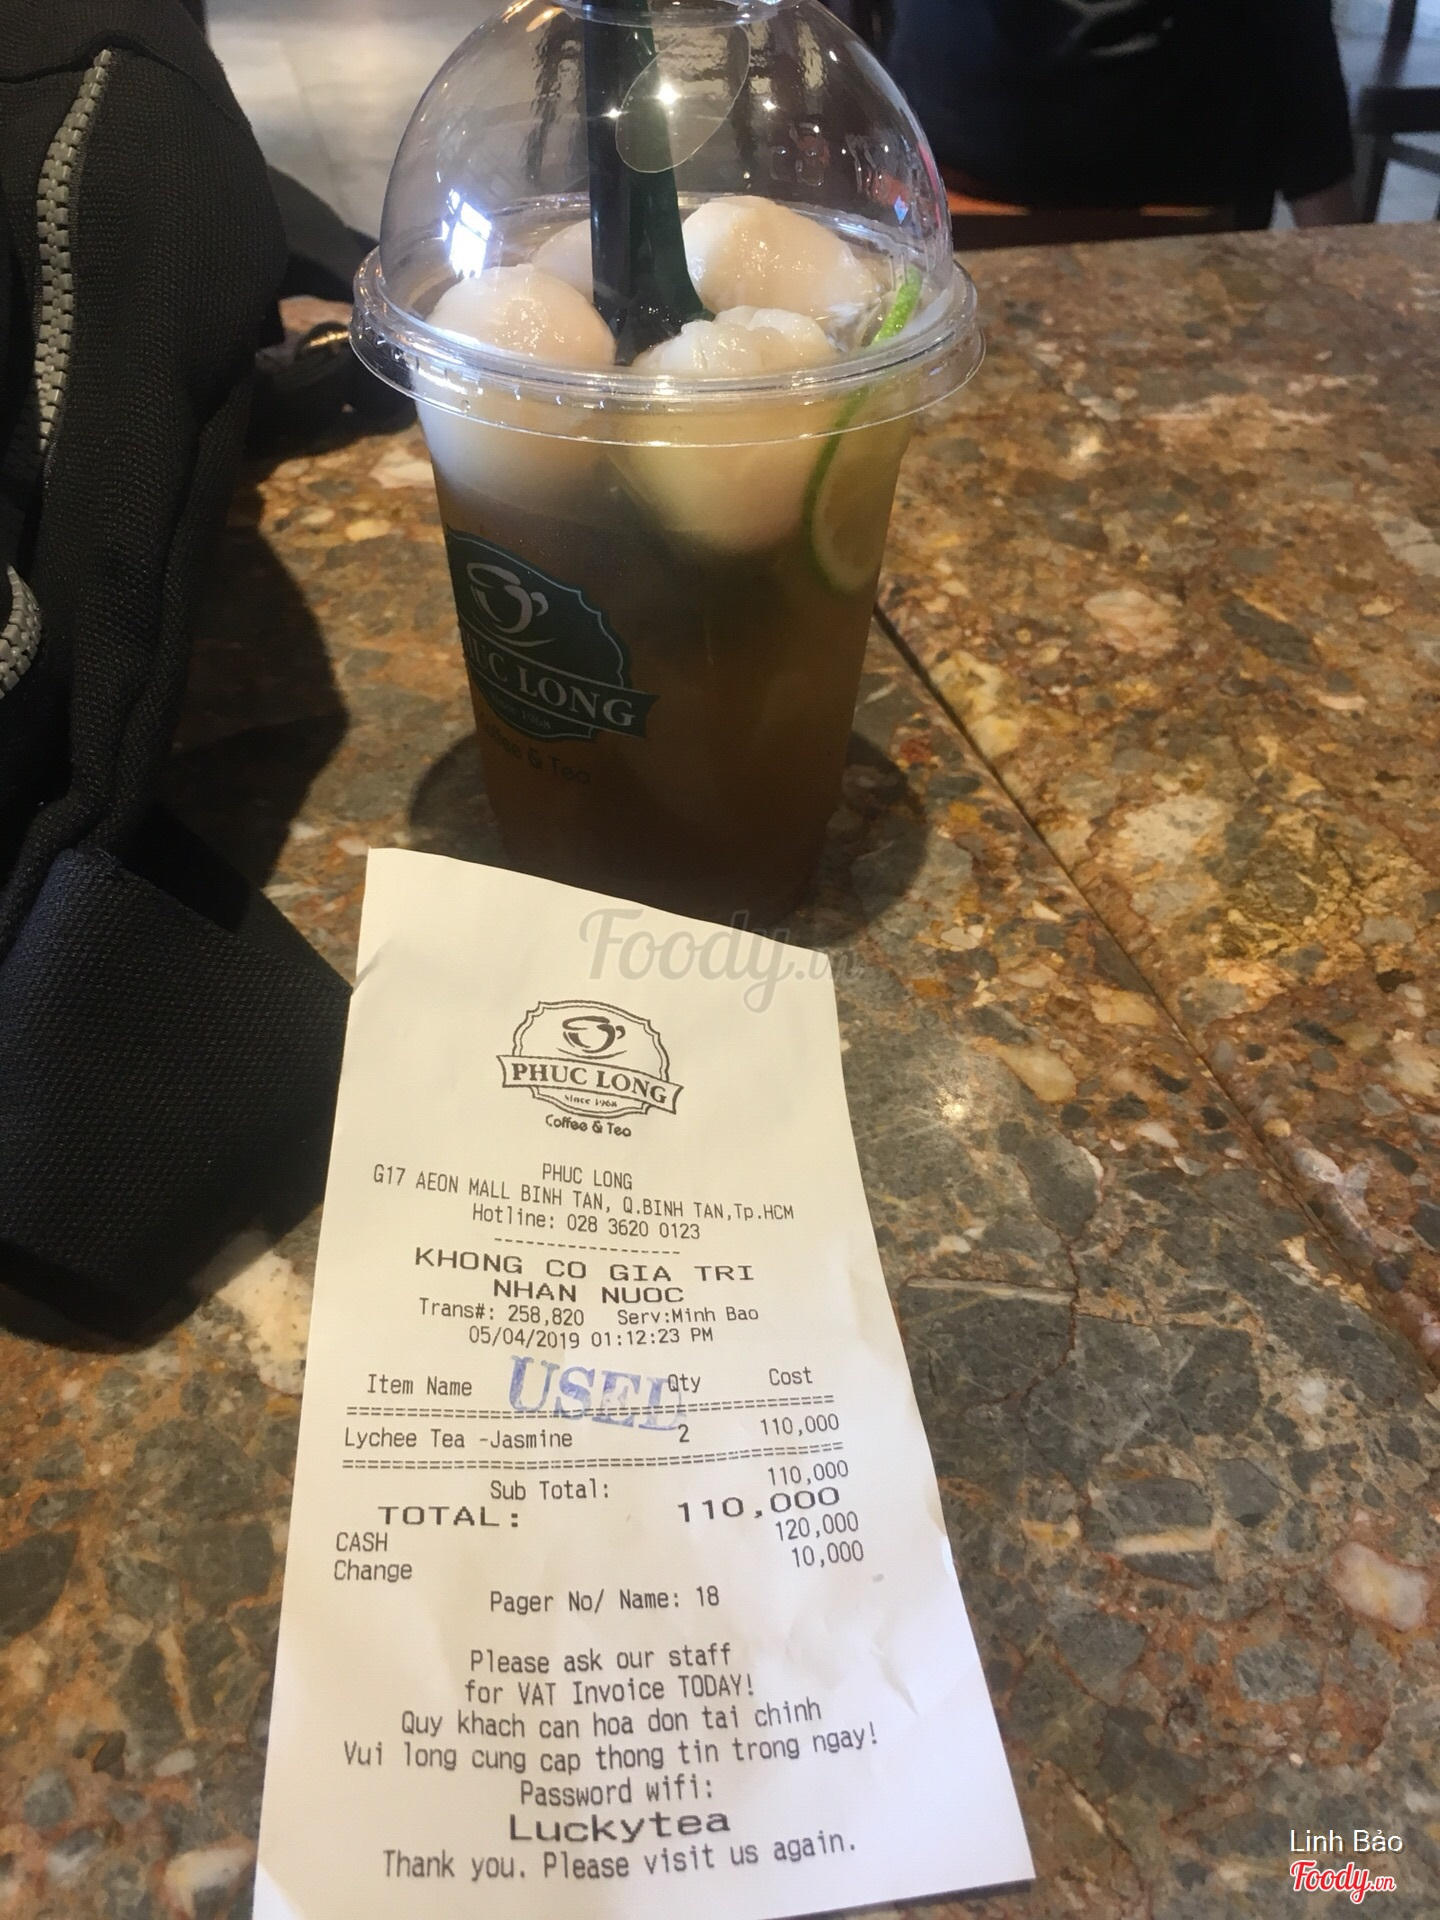 PHUC LONG
Since 1968
Coffee & Tea
Foody.vn
PHUC LONG
Since 1968
Coffee & Tea
PHUC LONG
G17 AEON MALL BINH TAN, Q.BINH TAN,Tp.HCM
Hotline: 028 3620 0123
------------------
KHONG CO GIA TRI
NHAN NUOC
Trans#: 258,820 Serv:Minh Bao
05/04/2019 01:12:23 PM
USED
Item Name Qty Cost
Lychee Tea -Jasmine 2 110,000
Sub Total: 110,000
TOTAL: 110,000
CASH 120,000
Change 10,000
Pager No/ Name: 18
Please ask our staff
for VAT Invoice TODAY!
Quy khach can hoa don tai chinh
Vui long cung cap thong tin trong ngay!
Password wifi:
Luckytea
Thank you. Please visit us again.
Linh Bảo
Foody.vn